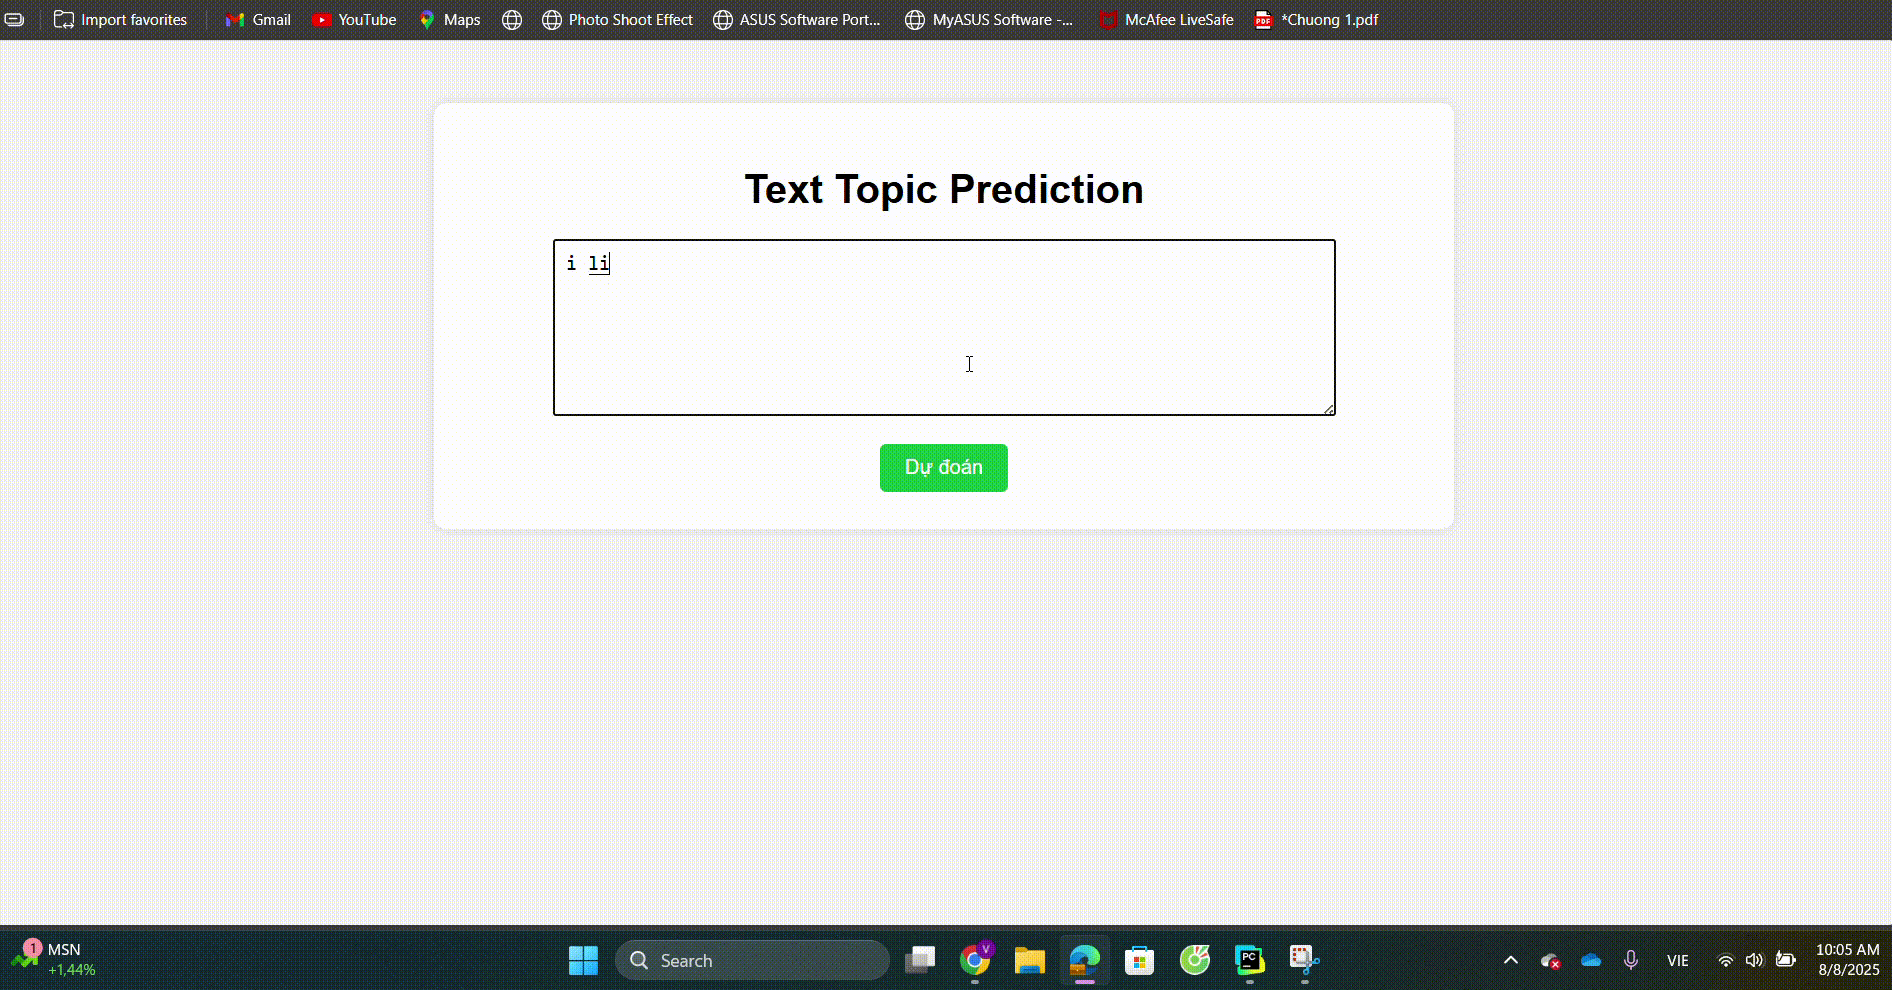 Import favorites Gmail YouTube Maps Photo Shoot Effect ASUS Software Port... MyASUS Software -... McAfee LiveSafe *Chuong 1.pdf
Text Topic Prediction
i li
Dự đoán
1 MSN
+1,44%
Search
V
PC
VIE
10:05 AM
8/8/2025